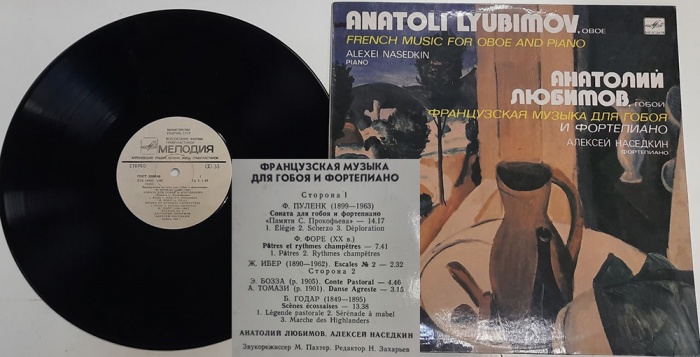 ANATOLI LYUBIMOV, OBOE
FRENCH MUSIC FOR OBOE AND PIANO
ALEXEI NASEDKIN
PIANO
АНАТОЛИЙ
ЛЮБИМОВ, ГОБОЙ
ФРАНЦУЗСКАЯ МУЗЫКА ДЛЯ ГОБОЯ
И ФОРТЕПИАНО
АЛЕКСЕЙ НАСЕДКИН
ФОРТЕПИАНО
МЕЛОДИЯ
СТЕРЕО
33
ФРАНЦУЗСКАЯ МУЗЫКА
ДЛЯ ГОБОЯ И ФОРТЕПИАНО
Сторона 1
Ф. ПУЛЕНК (1899—1963)
Соната для гобоя и фортепиано
«Памяти С. Прокофьева» — 14.17
1. Élégie 2. Scherzo 3. Déploration
Ф. ФОРЕ (XX в.)
Pâtres et rythmes champêtres — 7.41
1. Pâtres 2. Rythmes champêtres
Ж. ИБЕР (1890—1962). Escales № 2 — 2.32
Сторона 2
Э. БОЗЗА (р. 1905). Conte Pastoral — 4.46
А. ТОМАЗИ (р. 1901). Danse Agreste — 3.15
Б. ГОДАР (1849—1895)
Scènes écossaises — 13.38
1. Légende pastorale 2. Sérénade à mabel
3. Marche des Highlanders
АНАТОЛИЙ ЛЮБИМОВ, АЛЕКСЕЙ НАСЕДКИН
Звукорежиссер М. Пахтер. Редактор Н. Захарьев